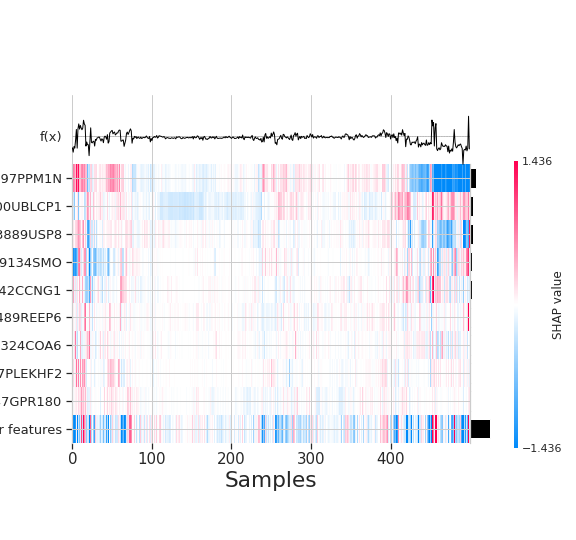 f(x)
97PPM1N
00UBLCP1
3889USP8
9134SMO
42CCNG1
489REEP6
324COA6
7PLEKHF2
7GPR180
r features
0 100 200 300 400
Samples
1.436
SHAP value
−1.436